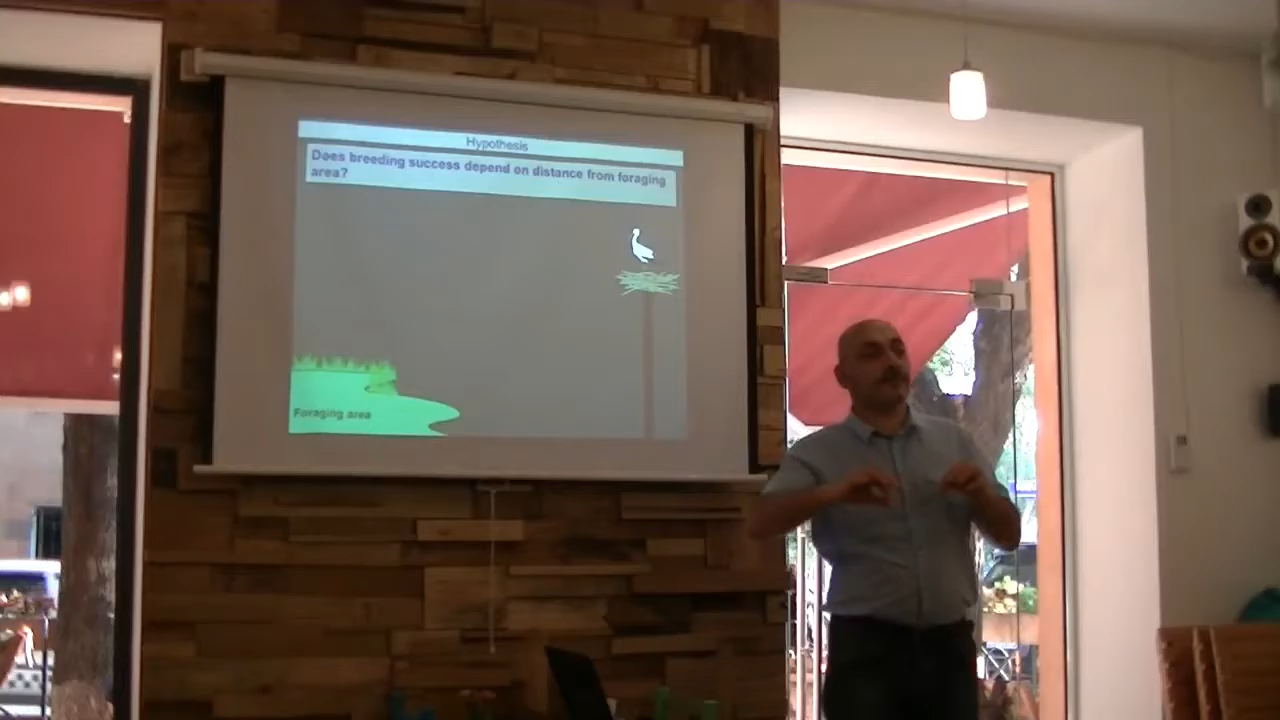 Hypothesis
Does breeding success depend on distance from foraging
area?
Foraging area